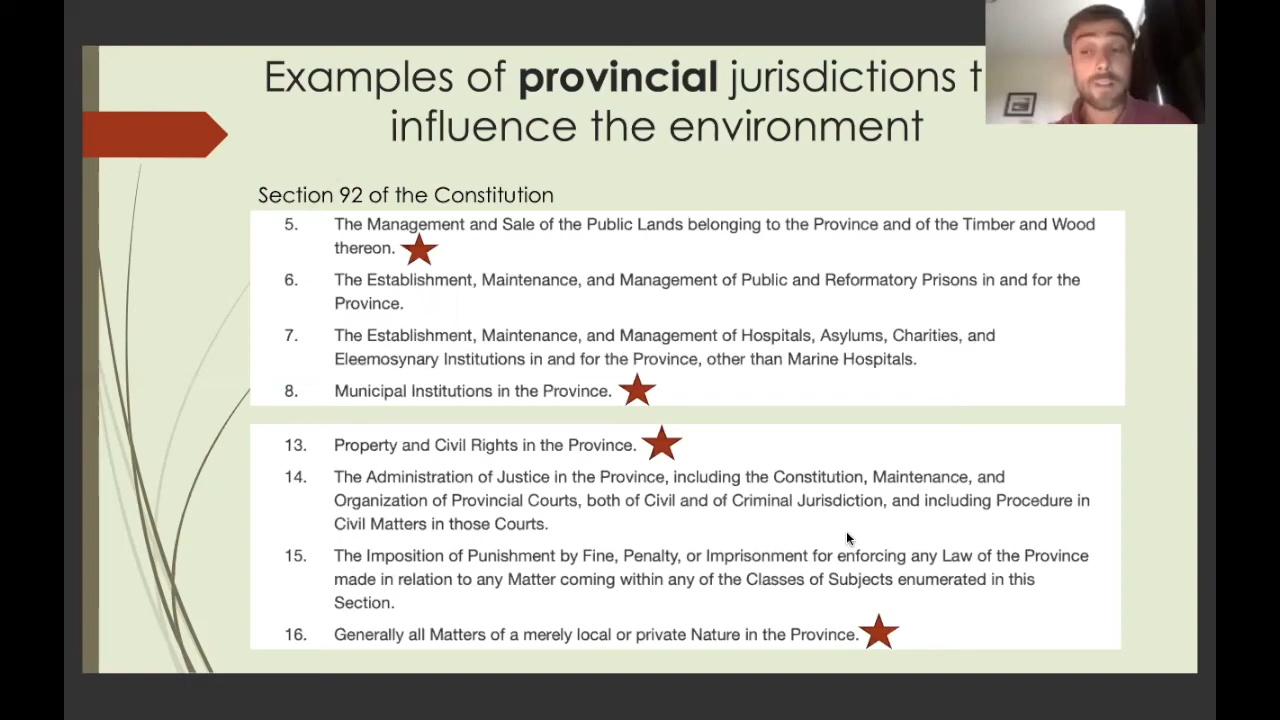 Examples of provincial jurisdictions t
influence the environment
Section 92 of the Constitution
5. The Management and Sale of the Public Lands belonging to the Province and of the Timber and Wood
thereon.
6. The Establishment, Maintenance, and Management of Public and Reformatory Prisons in and for the
Province.
7. The Establishment, Maintenance, and Management of Hospitals, Asylums, Charities, and
Eleemosynary Institutions in and for the Province, other than Marine Hospitals.
8. Municipal Institutions in the Province.
13. Property and Civil Rights in the Province.
14. The Administration of Justice in the Province, including the Constitution, Maintenance, and
Organization of Provincial Courts, both of Civil and of Criminal Jurisdiction, and including Procedure in
Civil Matters in those Courts.
15. The Imposition of Punishment by Fine, Penalty, or Imprisonment for enforcing any Law of the Province
made in relation to any Matter coming within any of the Classes of Subjects enumerated in this
Section.
16. Generally all Matters of a merely local or private Nature in the Province.